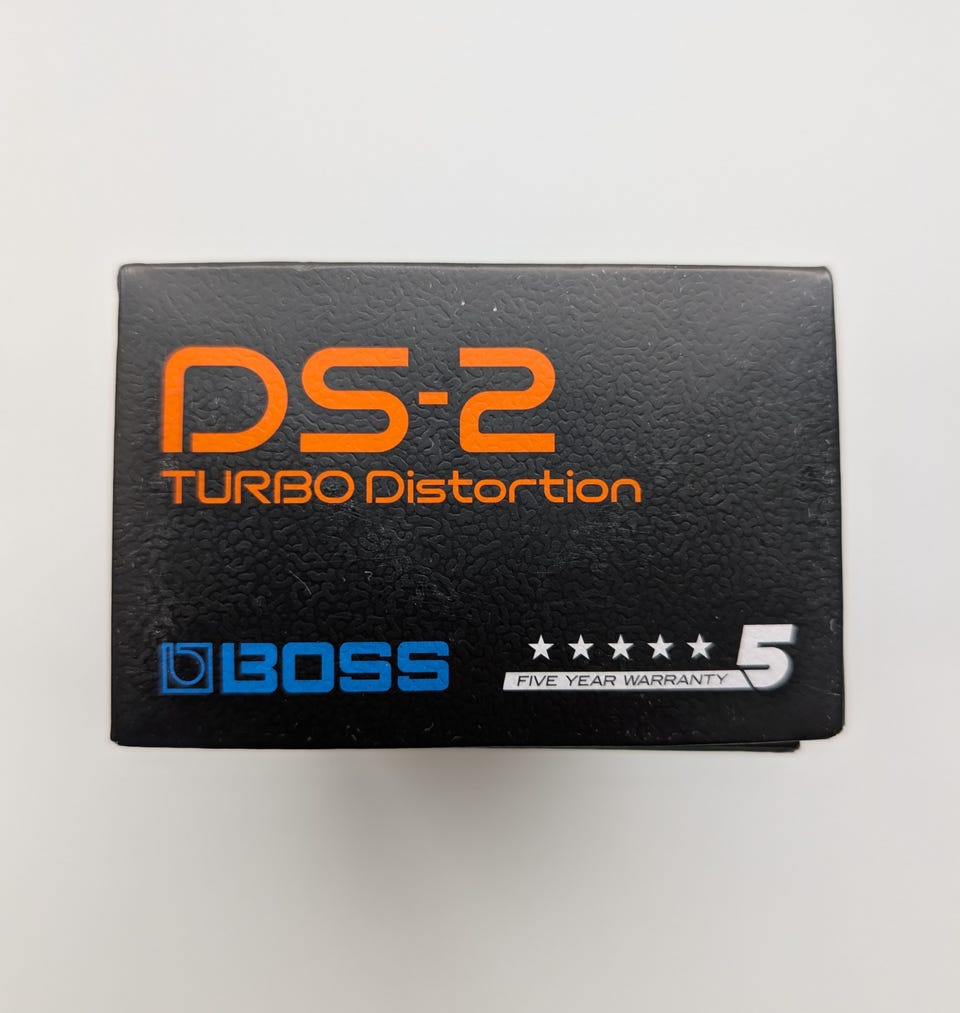 DS-2
TURBO Distortion
BOSS
★★★★★ 5
FIVE YEAR WARRANTY